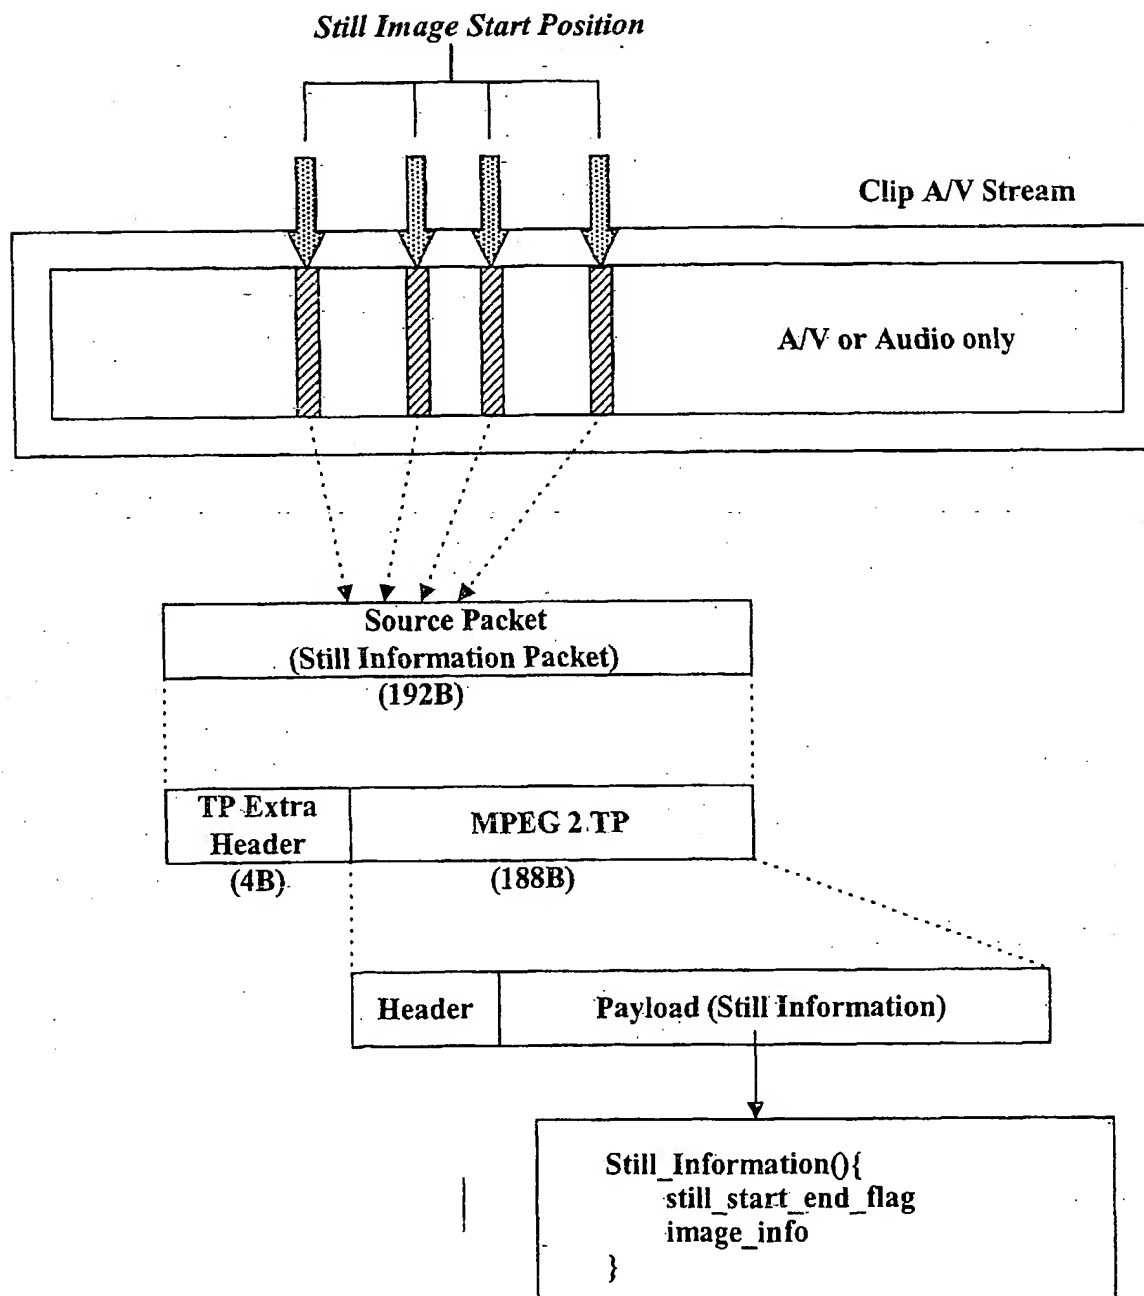 Still Image Start Position
Clip A/V Stream
A/V or Audio only
Source Packet
(Still Information Packet)
(192B)
TP Extra
Header
MPEG 2 TP
(4B)
(188B)
Header
Payload (Still Information)
Still_Information(){
still_start_end_flag
image_info
}